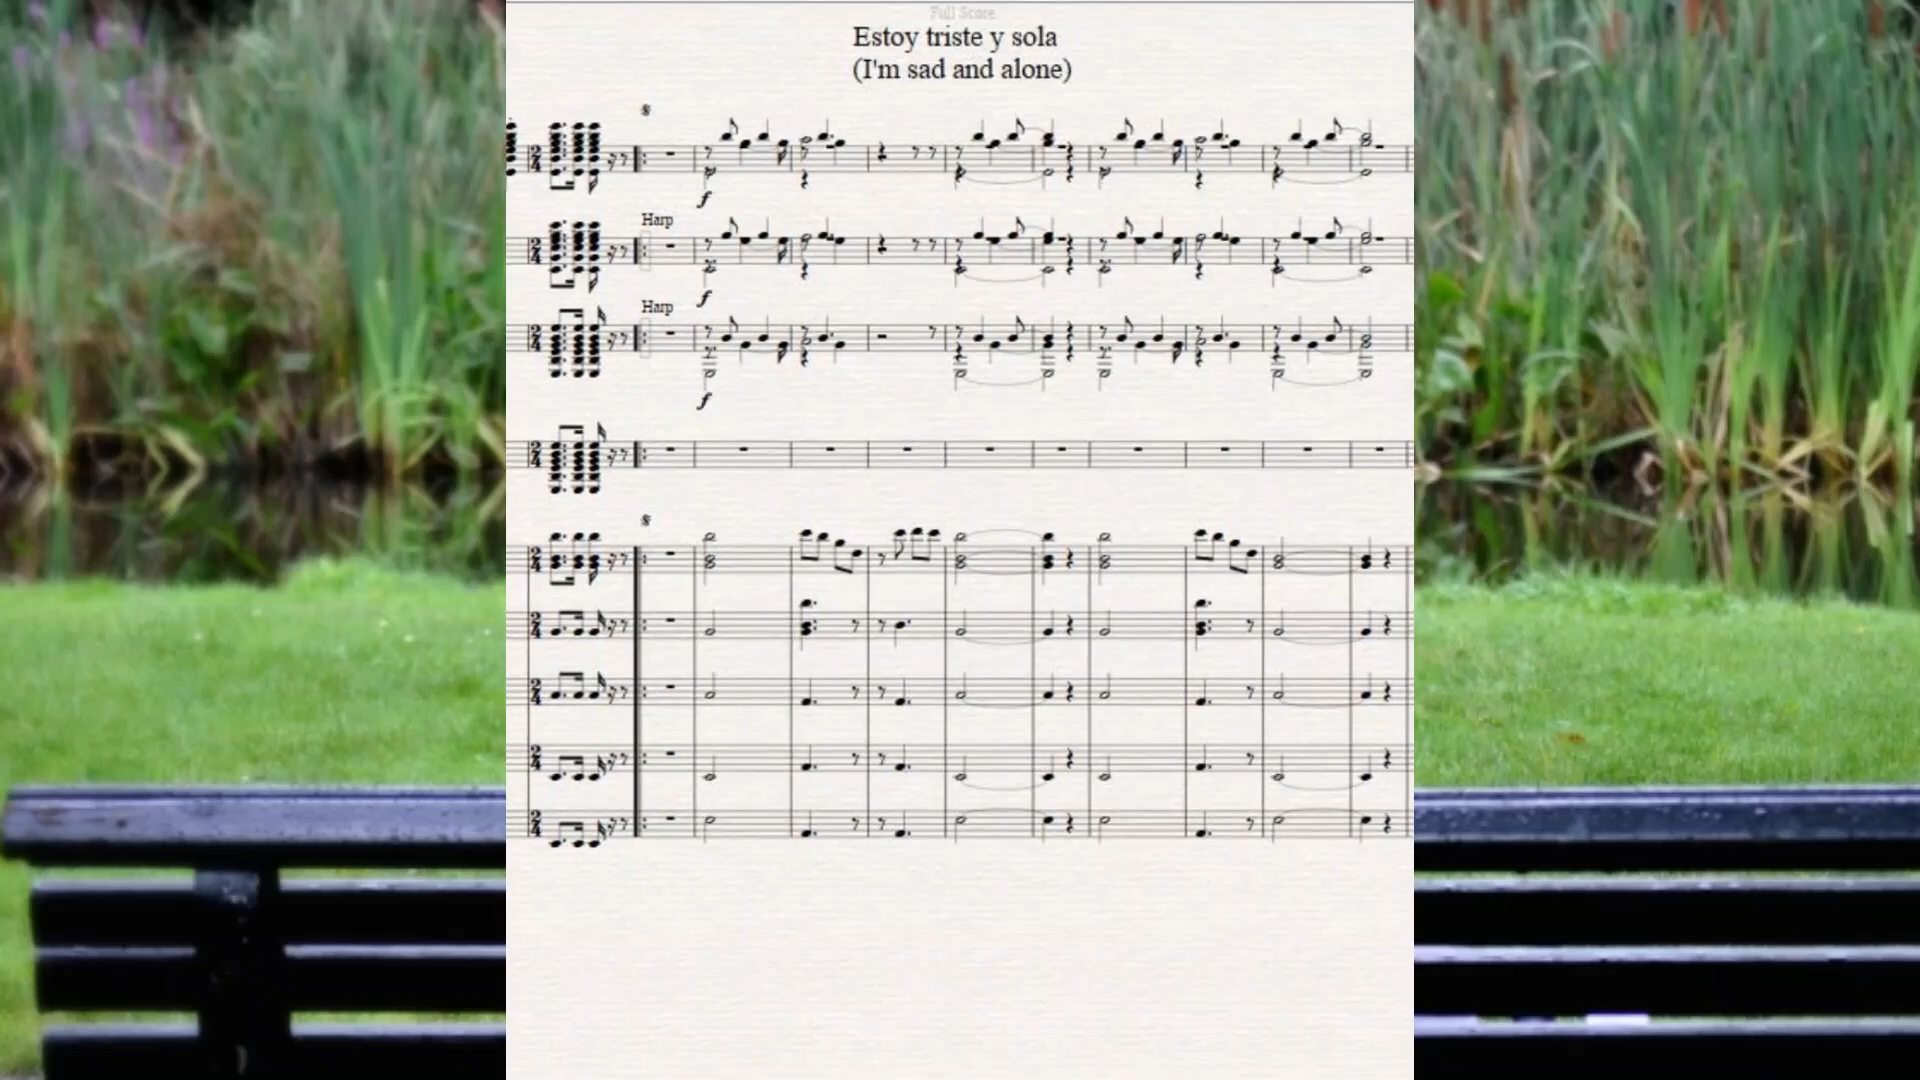 Full Score
Estoy triste y sola
(I'm sad and alone)
Harp
f
Harp
f
f